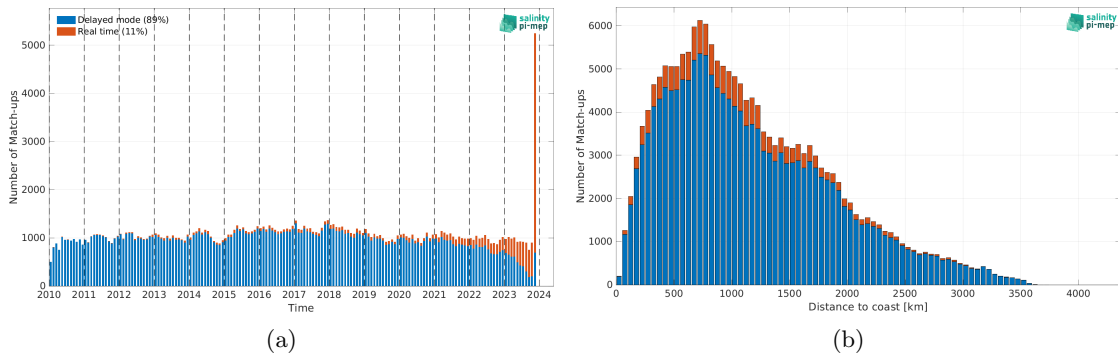 Delayed mode (89%)
Real time (11%)
salinity
pi-mep
5000
4000
3000
2000
1000
0
Number of Match-ups
2010 2011 2012 2013 2014 2015 2016 2017 2018 2019 2020 2021 2022 2023 2024
Time
(a)
salinity
pi-mep
6000
5000
4000
3000
2000
1000
0
Number of Match-ups
0 500 1000 1500 2000 2500 3000 3500 4000
Distance to coast [km]
(b)